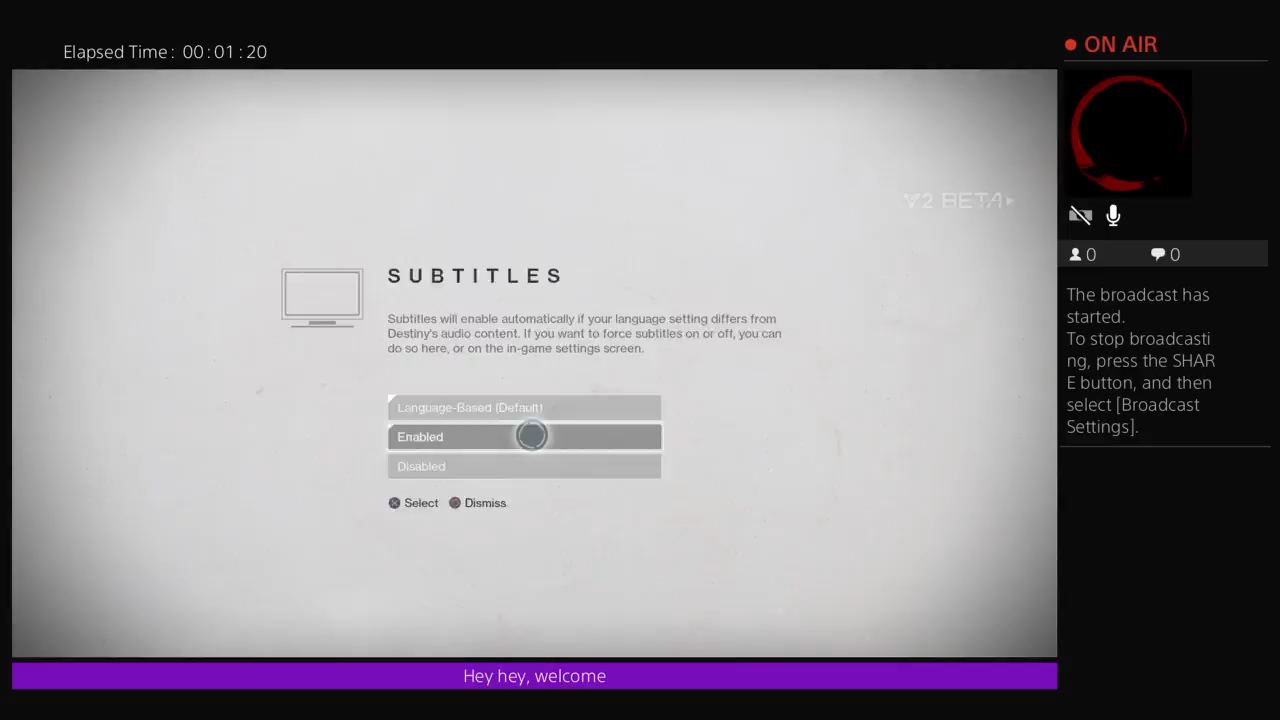 Elapsed Time: 00:01:20
ON AIR
V2 BETA
SUBTITLES
Subtitles will enable automatically if your language setting differs from
Destiny's audio content. If you want to force subtitles on or off, you can
do so here, or on the in-game settings screen.
Language-Based (Default)
Enabled
Disabled
Select Dismiss
0 0
The broadcast has
started.
To stop broadcasti
ng, press the SHAR
E button, and then
select [Broadcast
Settings].
Hey hey, welcome